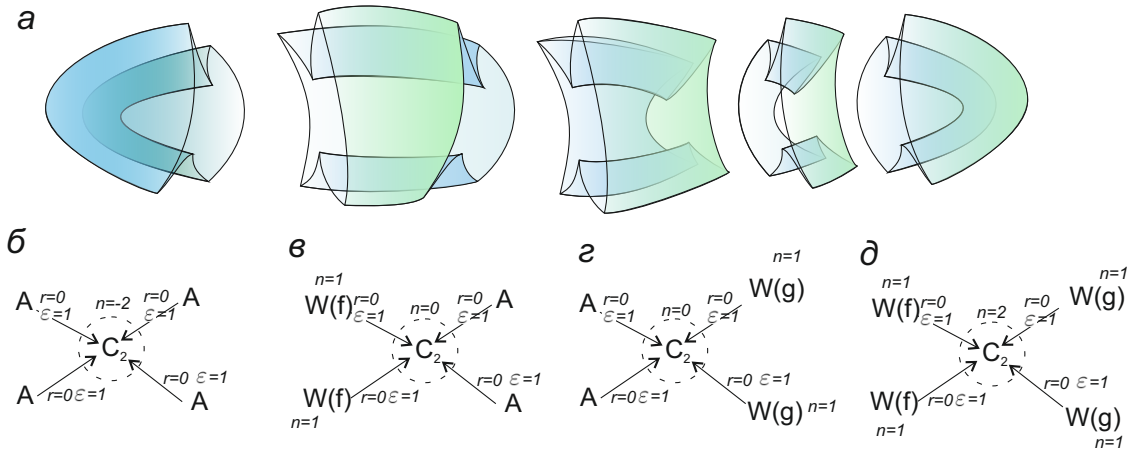 а
б
A r=0 ε=1
n=-2
r=0 ε=1 A
C₂
A r=0 ε=1
r=0 ε=1 A
в
n=1
W(f) r=0 ε=1
n=0
r=0 ε=1 A
C₂
W(f) r=0 ε=1
n=1
r=0 ε=1 A
г
A r=0 ε=1
n=0
n=1
r=0 ε=1 W(g)
C₂
A r=0 ε=1
r=0 ε=1 W(g) n=1
д
n=1
W(f) r=0 ε=1
n=2
n=1
r=0 ε=1 W(g)
C₂
W(f) r=0 ε=1
n=1
r=0 ε=1 W(g)
n=1